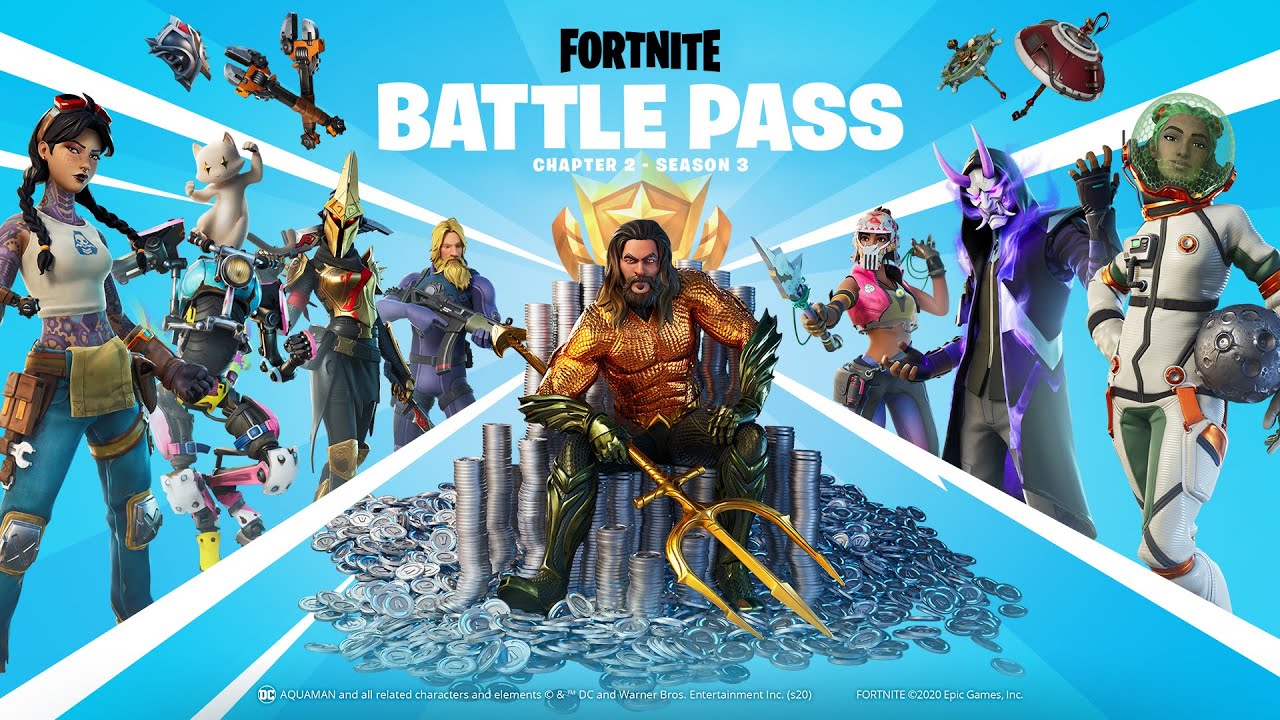 FORTNITE
BATTLE PASS
CHAPTER 2 - SEASON 3
DC AQUAMAN and all related characters and elements © & ™ DC and Warner Bros. Entertainment Inc. (s20)
FORTNITE ©2020 Epic Games, Inc.